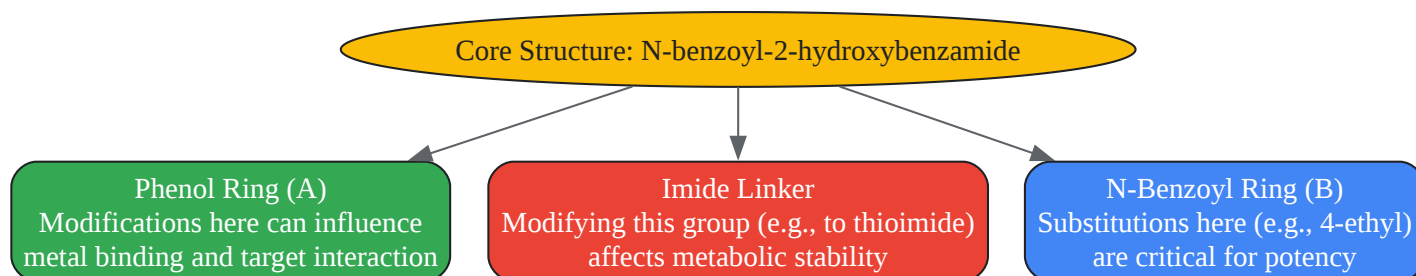 Core Structure: N-benzoyl-2-hydroxybenzamide
Phenol Ring (A)
Modifications here can influence
metal binding and target interaction
Imide Linker
Modifying this group (e.g., to thioimide)
affects metabolic stability
N-Benzoyl Ring (B)
Substitutions here (e.g., 4-ethyl)
are critical for potency